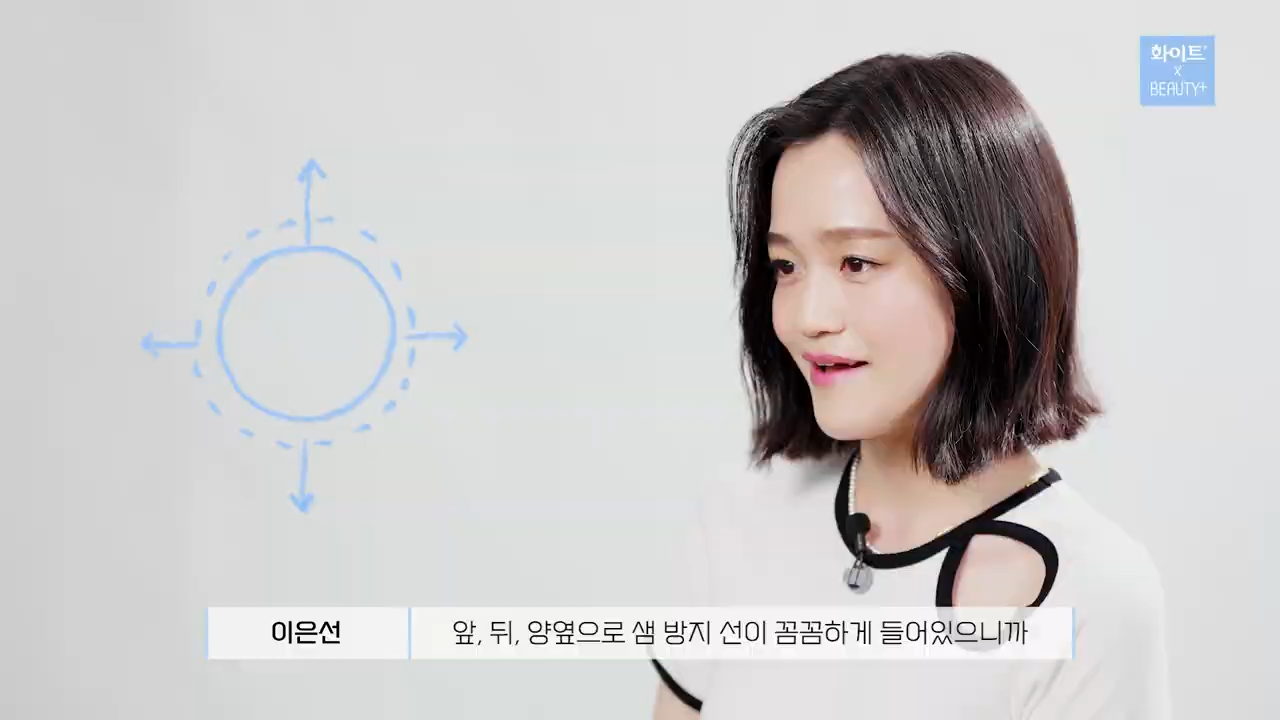 화이트
X
BEAUTY+
이은선
앞, 뒤, 양옆으로 샘 방지 선이 꼼꼼하게 들어있으니까